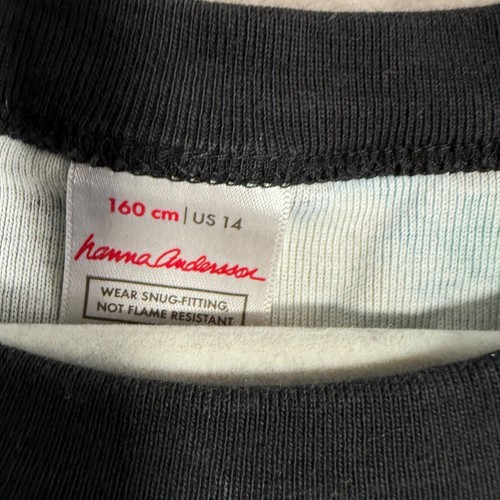 160 cm | US 14
hanna Andersson
WEAR SNUG-FITTING,
NOT FLAME RESISTANT